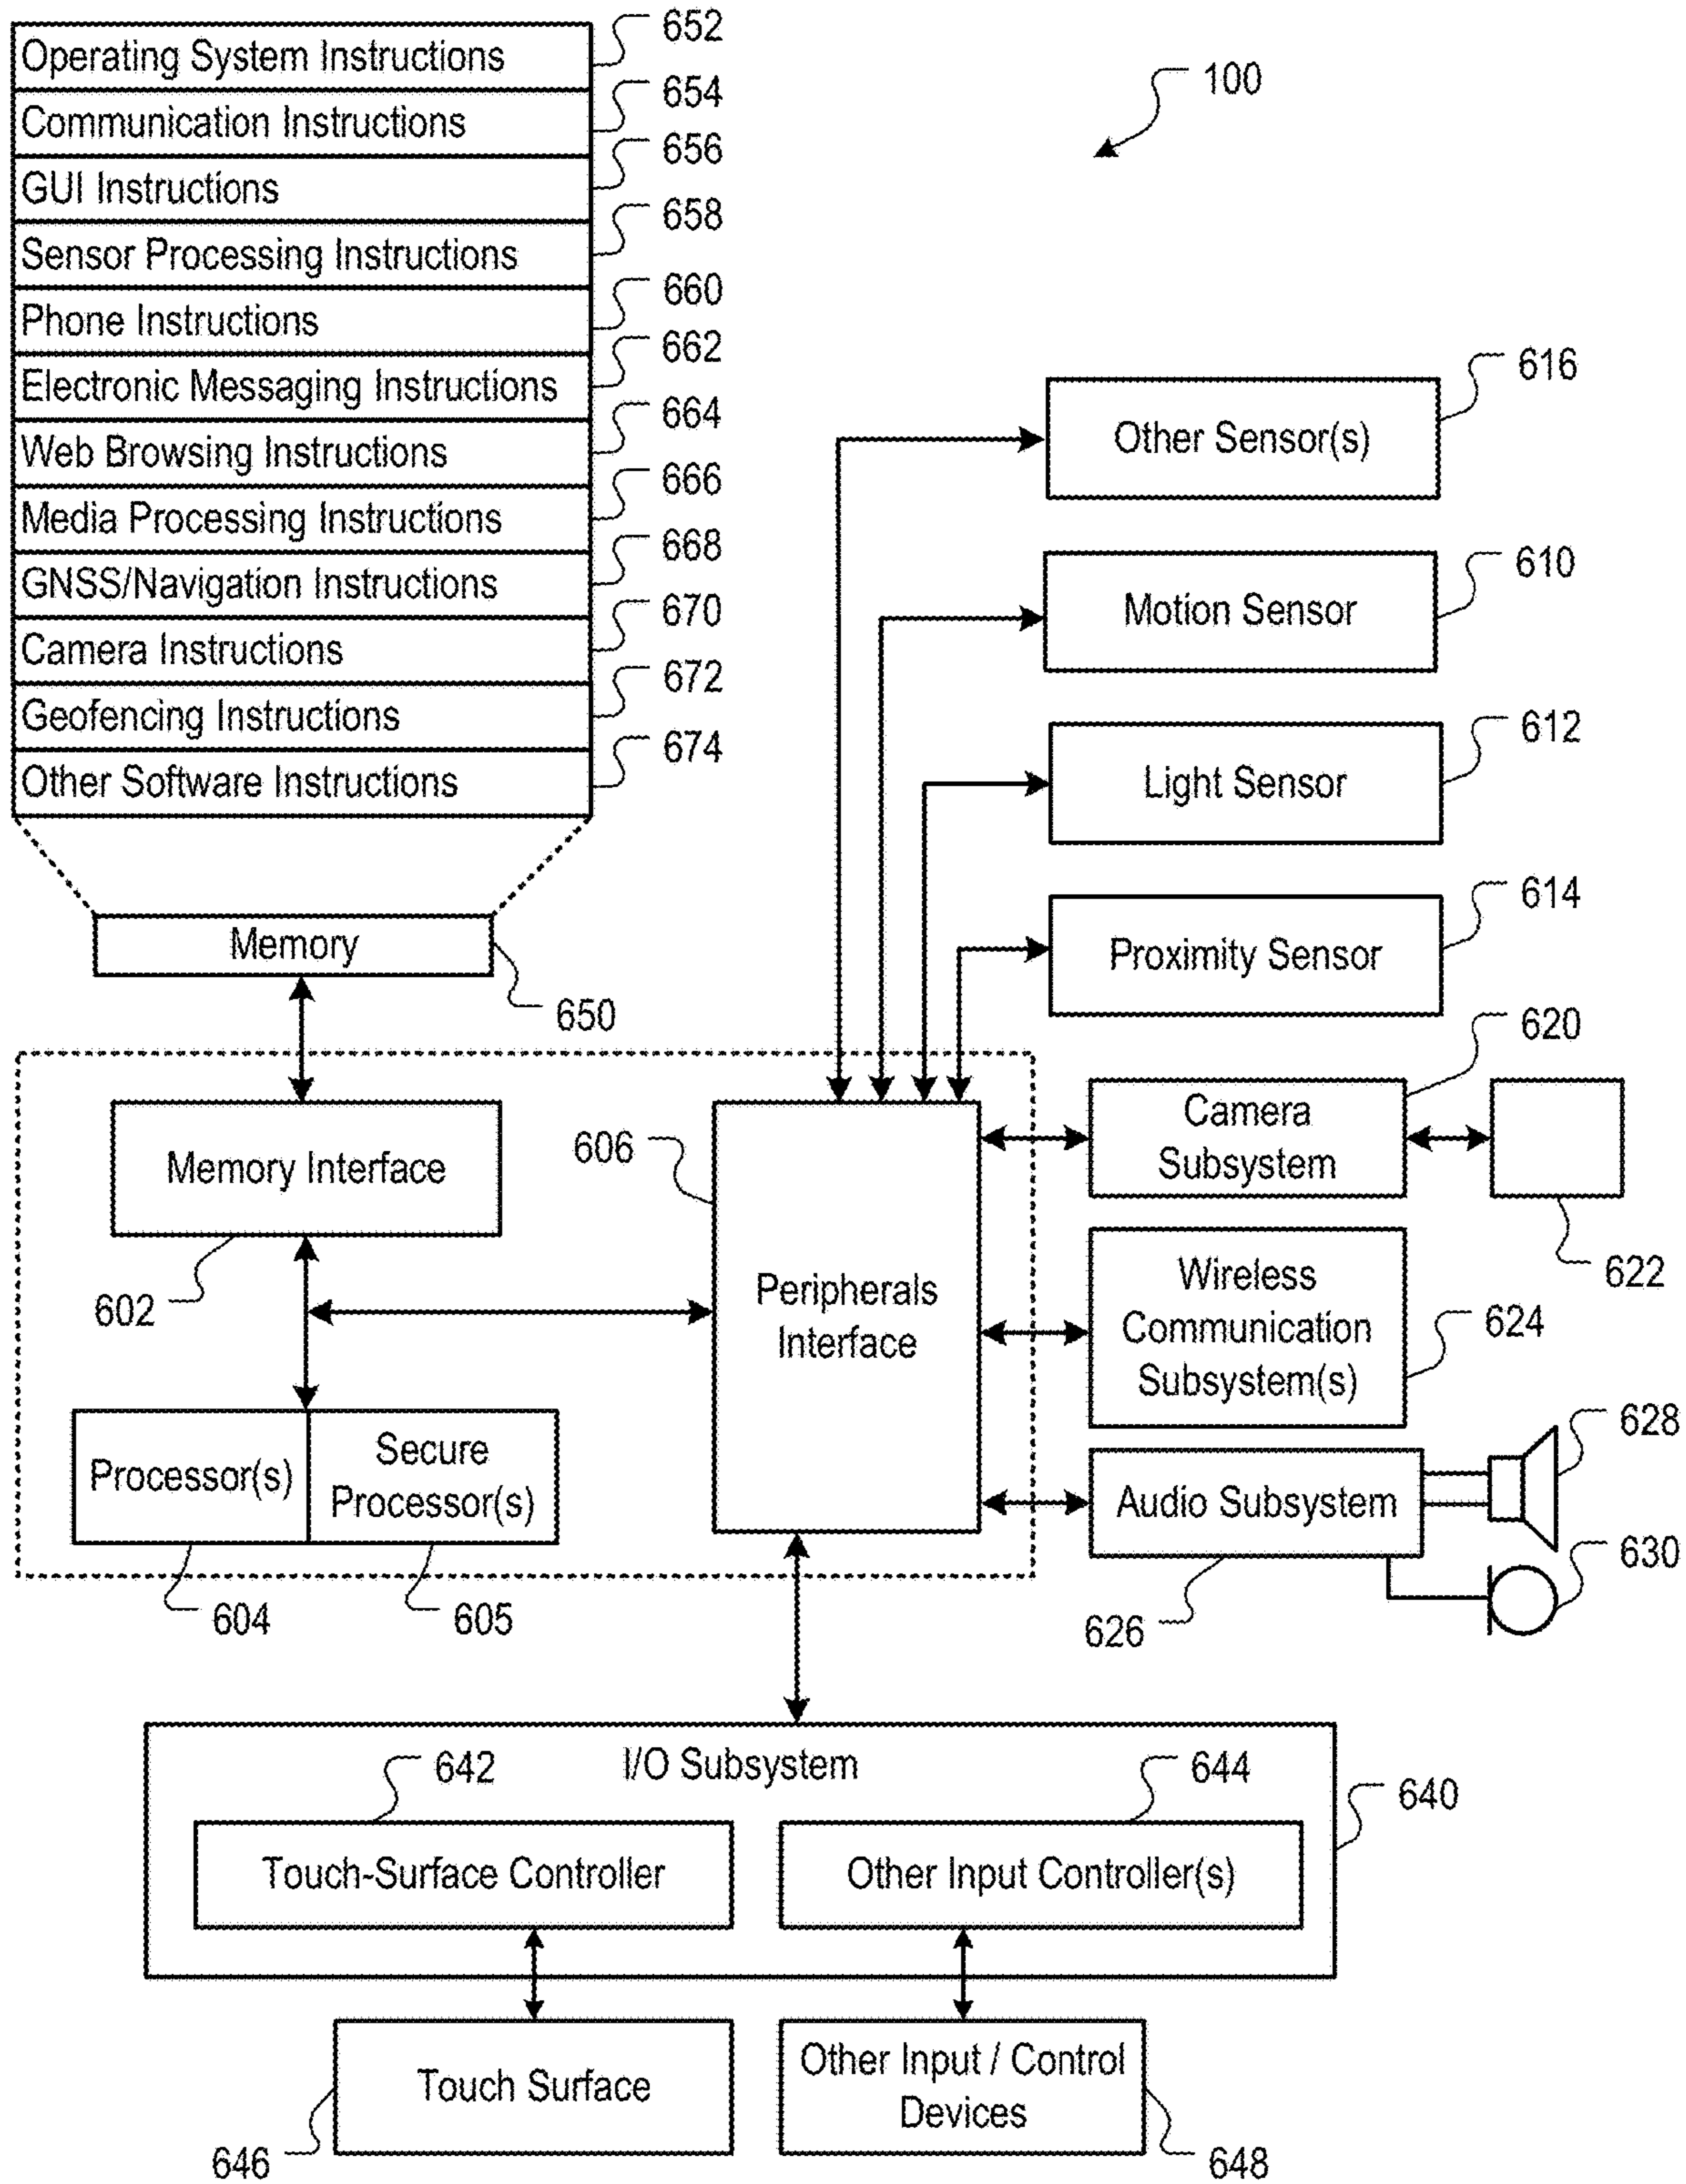 Operating System Instructions
652
Communication Instructions
654
GUI Instructions
656
Sensor Processing Instructions
658
Phone Instructions
660
Electronic Messaging Instructions
662
Web Browsing Instructions
664
Media Processing Instructions
666
GNSS/Navigation Instructions
668
Camera Instructions
670
Geofencing Instructions
672
Other Software Instructions
674
100
Other Sensor(s)
616
Motion Sensor
610
Light Sensor
612
Proximity Sensor
614
Memory
650
Memory Interface
602
606
Peripherals
Interface
Processor(s)
604
Secure
Processor(s)
605
Camera
Subsystem
620
622
Wireless
Communication
Subsystem(s)
624
Audio Subsystem
626
628
630
I/O Subsystem
640
642
Touch-Surface Controller
644
Other Input Controller(s)
Touch Surface
646
Other Input / Control
Devices
648